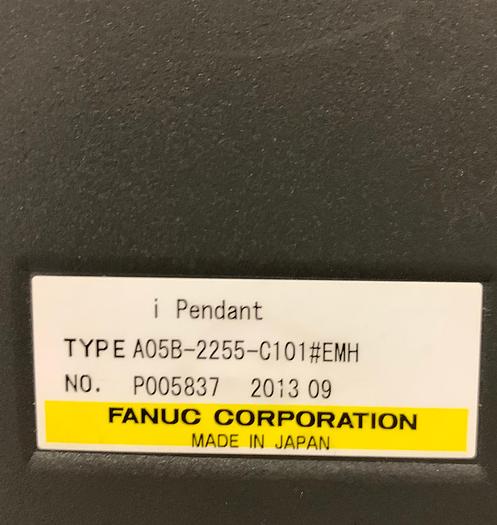 i Pendant
TYPE A05B-2255-C101#EMH
NO. P005837 2013 09
FANUC CORPORATION
MADE IN JAPAN